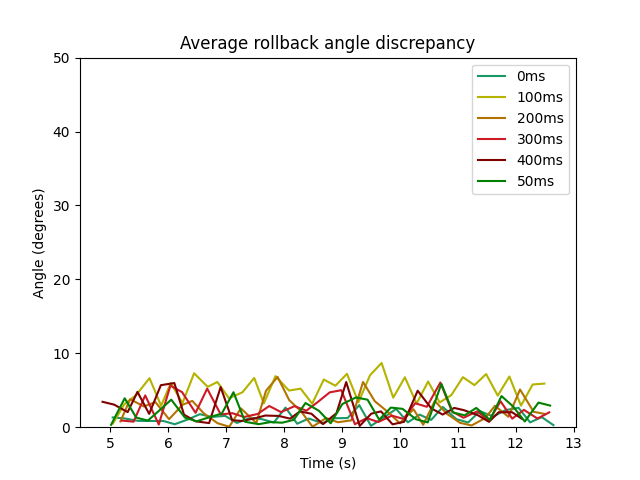 Average rollback angle discrepancy
50
40
30
20
10
0
Angle (degrees)
0ms
100ms
200ms
300ms
400ms
50ms
5 6 7 8 9 10 11 12 13
Time (s)